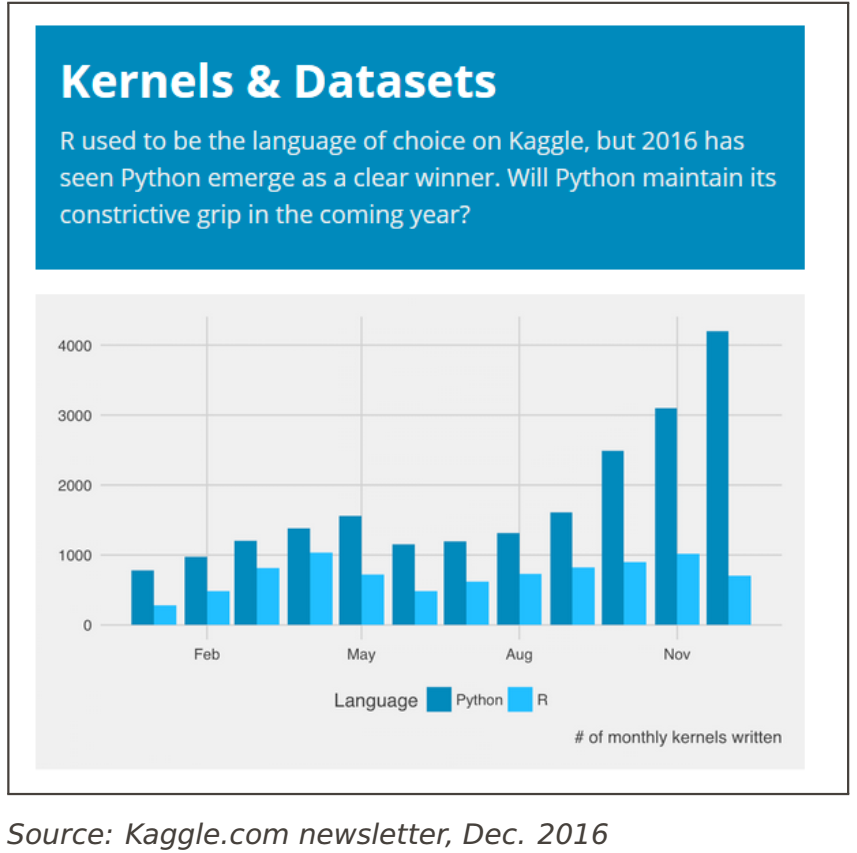 Kernels & Datasets
R used to be the language of choice on Kaggle, but 2016 has
seen Python emerge as a clear winner. Will Python maintain its
constrictive grip in the coming year?
4000
3000
2000
1000
0
Feb May Aug Nov
Language Python R
# of monthly kernels written
Source: Kaggle.com newsletter, Dec. 2016